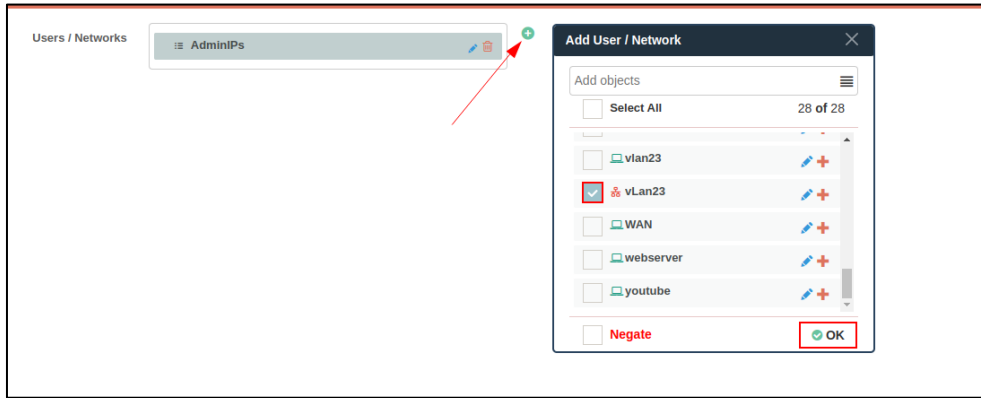 Users / Networks
AdminIPs
Add User / Network
Add objects
Select All
28 of 28
vlan23
vLan23
WAN
webserver
youtube
Negate
OK